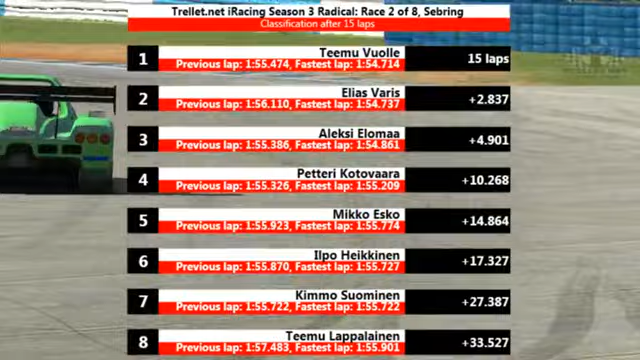 Trellet.net iRacing Season 3 Radical: Race 2 of 8, Sebring
Classification after 15 laps
1 Teemu Vuolle 15 laps
Previous lap: 1:55.474, Fastest lap: 1:54.714
2 Elias Varis +2.837
Previous lap: 1:56.110, Fastest lap: 1:54.737
3 Aleksi Elomaa +4.901
Previous lap: 1:55.386, Fastest lap: 1:54.861
4 Petteri Kotovaara +10.268
Previous lap: 1:55.326, Fastest lap: 1:55.209
5 Mikko Esko +14.864
Previous lap: 1:55.923, Fastest lap: 1:55.774
6 Ilpo Heikkinen +17.327
Previous lap: 1:55.870, Fastest lap: 1:55.727
7 Kimmo Suominen +27.387
Previous lap: 1:55.722, Fastest lap: 1:55.722
8 Teemu Lappalainen +33.527
Previous lap: 1:57.483, Fastest lap: 1:55.901